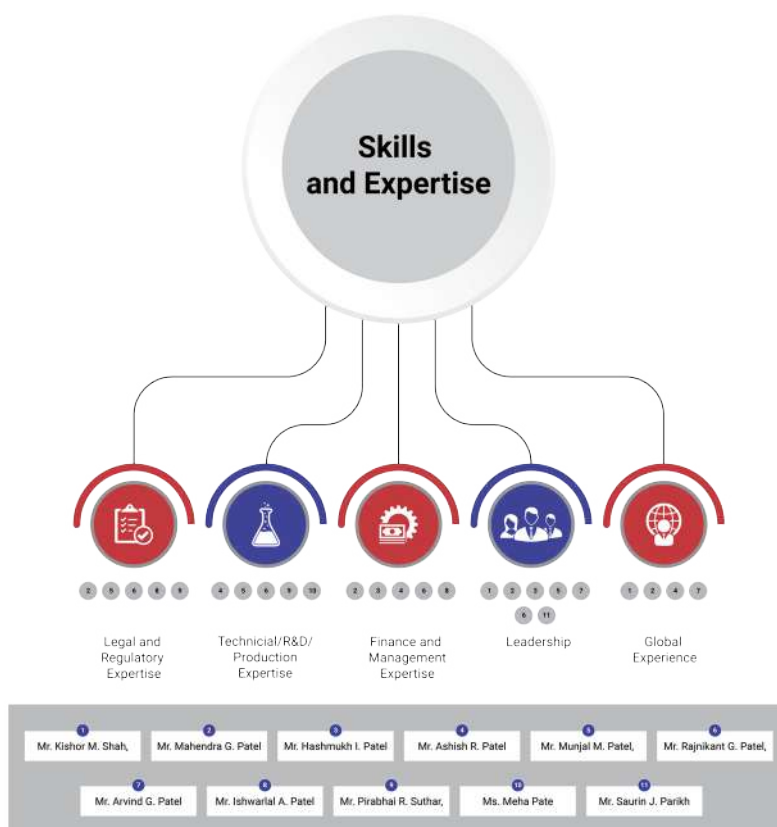 Skills
and Expertise
2 5 6 8 9
4 5 6 9 10
2 3 4 6 8
1 2 3 5 7
6 11
1 2 4 7
Legal and
Regulatory
Expertise
Technicial/R&D/
Production
Expertise
Finance and
Management
Expertise
Leadership
Global
Experience
1 2 3 4 5 6
Mr. Kishor M. Shah, Mr. Mahendra G. Patel Mr. Hashmukh I. Patel Mr. Ashish R. Patel Mr. Munjal M. Patel, Mr. Rajnikant G. Patel,
7 8 9 10 11
Mr. Arvind G. Patel Mr. Ishwarlal A. Patel Mr. Pirabhai R. Suthar, Ms. Meha Pate Mr. Saurin J. Parikh